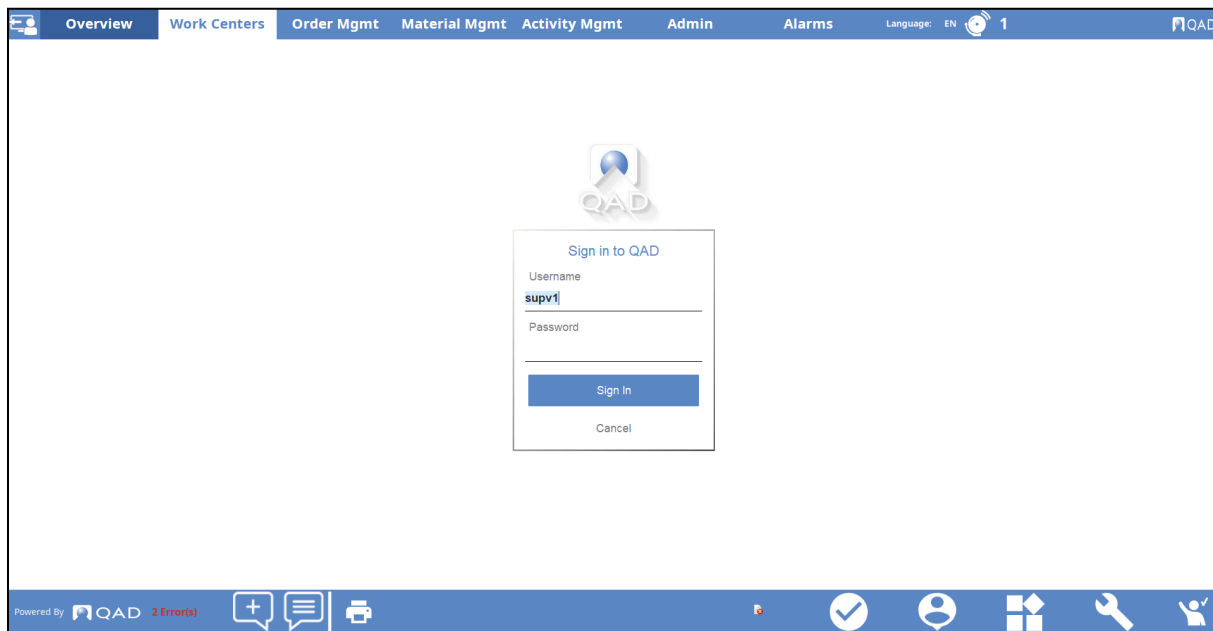 Overview Work Centers Order Mgmt Material Mgmt Activity Mgmt Admin Alarms Language: EN 1 QAD
QAD
Sign in to QAD
Username
supv1
Password
Sign In
Cancel
Powered By QAD 2 Error(s)